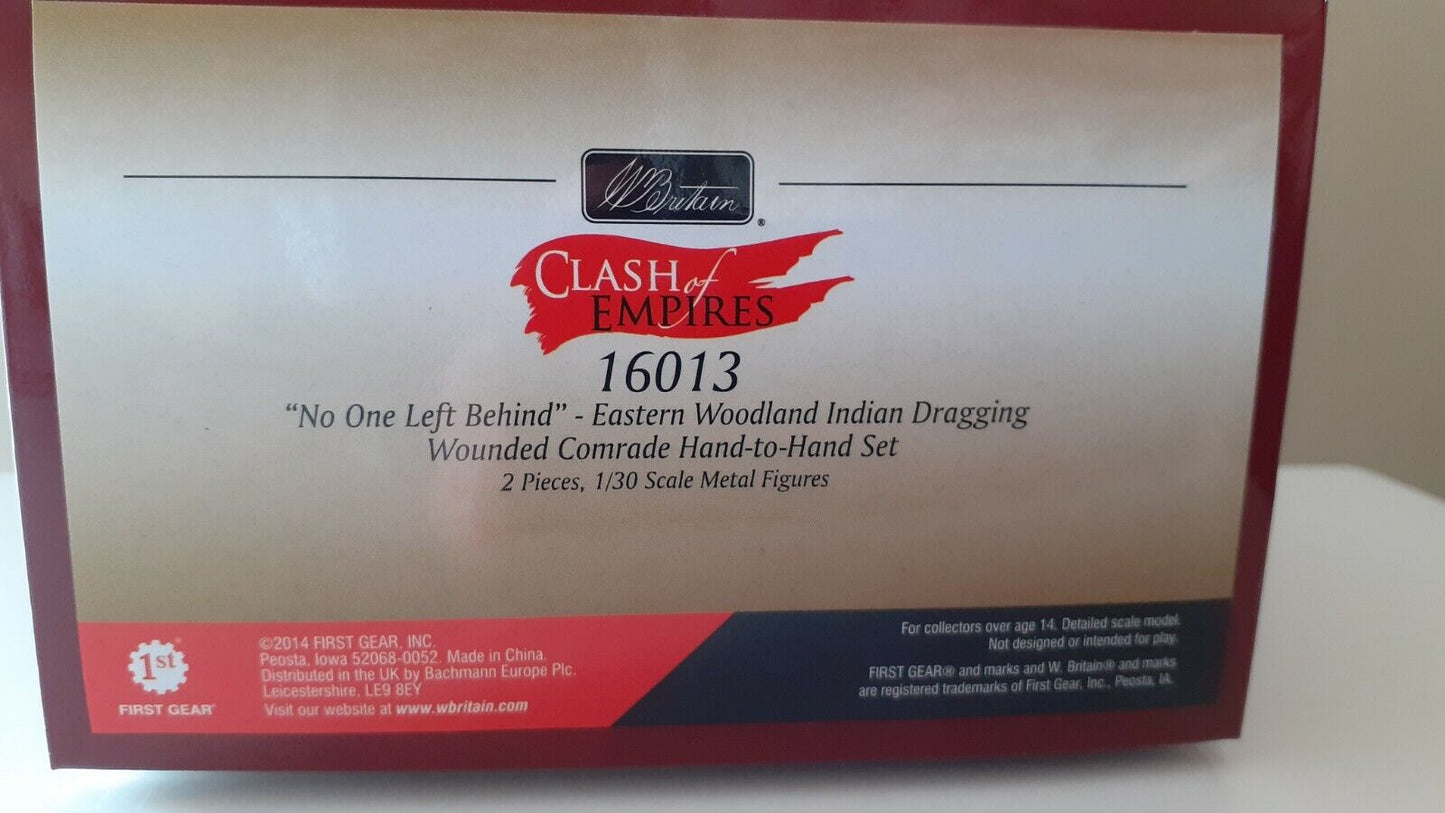 W Britain®
CLASH of
EMPIRES
16013
“No One Left Behind” - Eastern Woodland Indian Dragging
Wounded Comrade Hand-to-Hand Set
2 Pieces, 1/30 Scale Metal Figures
1st
FIRST GEAR®
©2014 FIRST GEAR, INC.
Peosta, Iowa 52068-0052. Made in China.
Distributed in the UK by Bachmann Europe Plc.
Leicestershire, LE9 8EY
Visit our website at www.wbritain.com
For collectors over age 14. Detailed scale model.
Not designed or intended for play.
FIRST GEAR® and marks and W. Britain® and marks
are registered trademarks of First Gear, Inc., Peosta, IA.